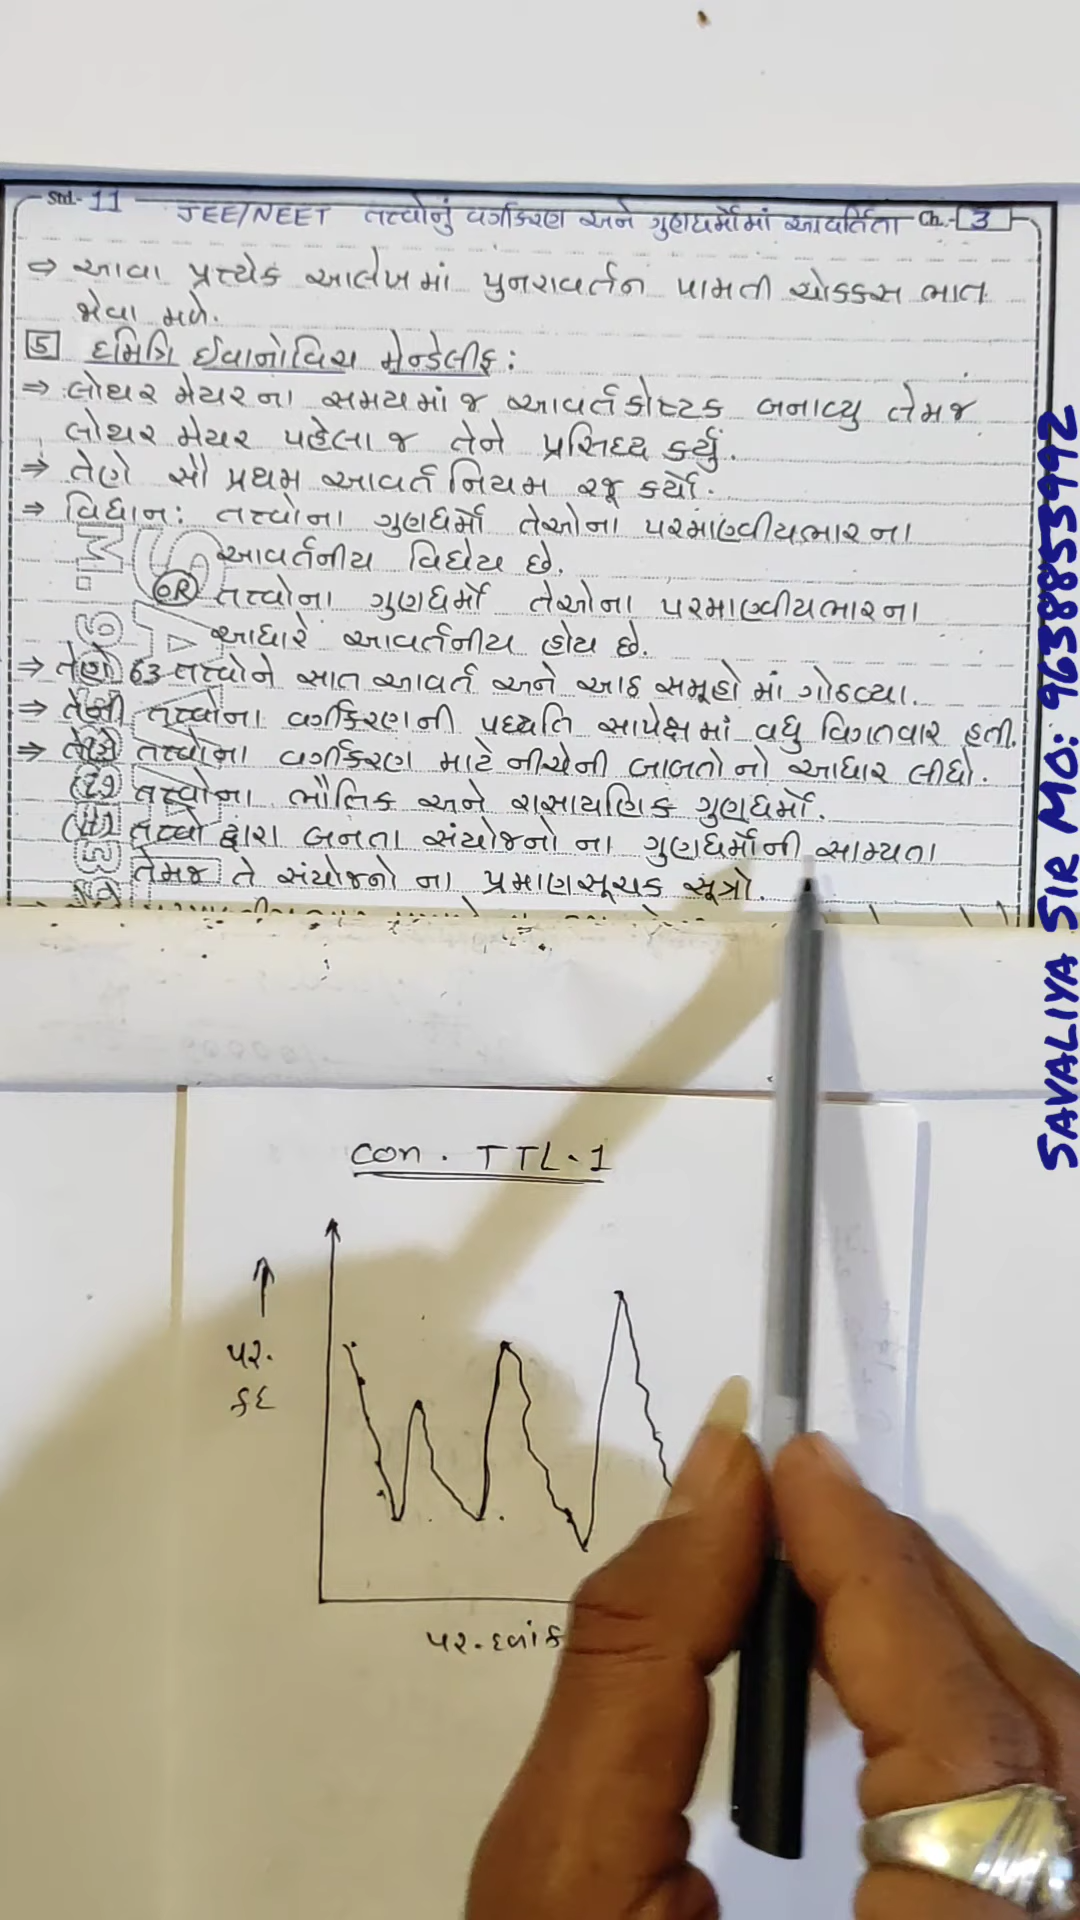 Std.- 11 JEE/NEET તત્ત્વોનું વર્ગીકરણ અને ગુણધર્મોમાં આવર્તિતા Ch.- 3
⇒ આવા પ્રત્યેક આલેખમાં પુનરાવર્તન પામતી ચોક્કસ ભાત
જોવા મળે.
5 દમિત્રિ ઈવાનોવિચ મેન્ડેલીફ :
⇒ લોથર મેયરના સમયમાં જ આવર્તકોષ્ટક બનાવ્યુ તેમજ
લોથર મેયર પહેલા જ તેને પ્રસિધ્ધ કર્યું.
⇒ તેણે સૌ પ્રથમ આવર્ત નિયમ રજૂ કર્યો.
⇒ વિધાન: તત્ત્વોના ગુણધર્મો તેઓના પરમાણ્વીયભારના
આવર્તનીય વિધેય છે.
OR તત્ત્વોના ગુણધર્મો તેઓના પરમાણ્વીયભારના
આધારે આવર્તનીય હોય છે.
⇒ તેણે 63 તત્ત્વોને સાત આવર્ત અને આઠ સમૂહો માં ગોઠવ્યા.
⇒ તેની તત્ત્વોના વર્ગીકરણની પધ્ધતિ સાપેક્ષમાં વધુ વિગતવાર હતી.
⇒ તેણે તત્ત્વોના વર્ગીકરણ માટે નીચેની બાબતો નો આધાર લીધો.
તત્ત્વોના ભૌતિક અને રાસાયણિક ગુણધર્મો.
તત્ત્વો દ્વારા બનતા સંયોજનો ના ગુણધર્મોની સામ્યતા
તેમજ તે સંયોજનો ના પ્રમાણસૂચક સૂત્રો.
SAVALIYA SIR MO: 9638853992
con. TTL-1
પર.
કદ
પર. ક્રમાંક